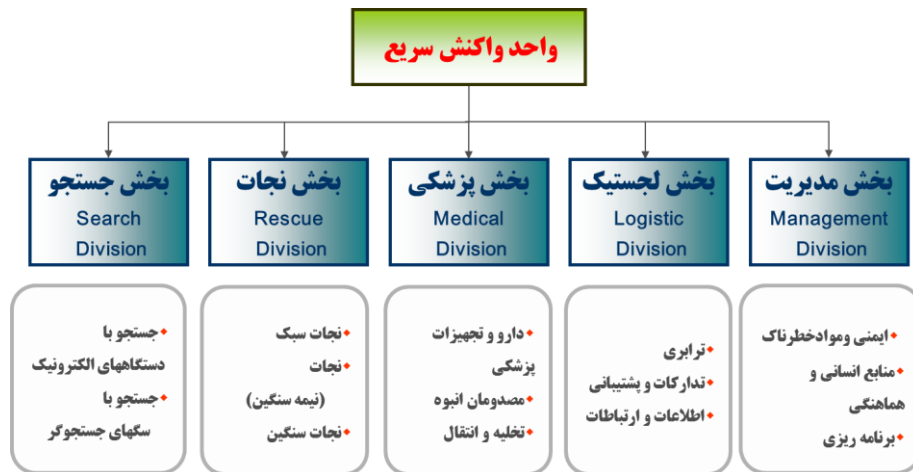 واحد واکنش سریع
بخش مدیریت
Management
Division
بخش لجستیک
Logistic
Division
بخش پزشکی
Medical
Division
بخش نجات
Rescue
Division
بخش جستجو
Search
Division
ایمنی وموادخطرناک
منابع انسانی و
هماهنگی
برنامه ریزی
ترابری
تدارکات و پشتیبانی
اطلاعات و ارتباطات
دارو و تجهیزات
پزشکی
مصدومان انبوه
تخلیه و انتقال
نجات سبک
نجات
(نیمه سنگین)
نجات سنگین
جستجو با
دستگاههای الکترونیک
جستجو با
سگهای جستجوگر